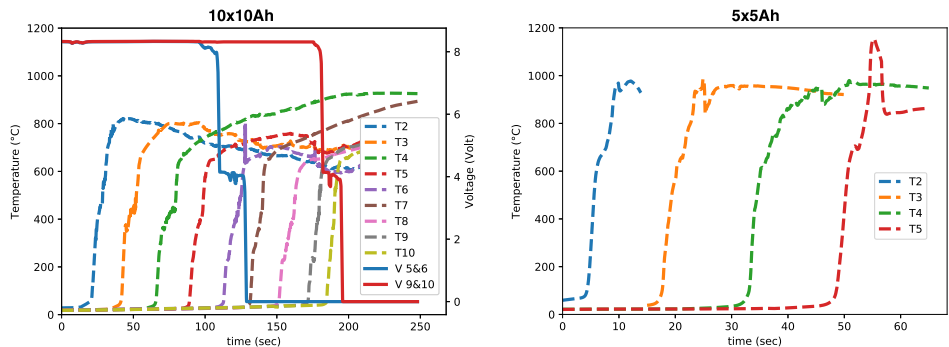 10x10Ah
1200
1000
800
600
400
200
0
Temperature (°C)
0
50
100
150
200
250
time (sec)
8
6
4
2
0
Voltage (Volt)
T2
T3
T4
T5
T6
T7
T8
T9
T10
V 5&6
V 9&10
5x5Ah
1200
1000
800
600
400
200
0
Temperature (°C)
0
10
20
30
40
50
60
time (sec)
T2
T3
T4
T5